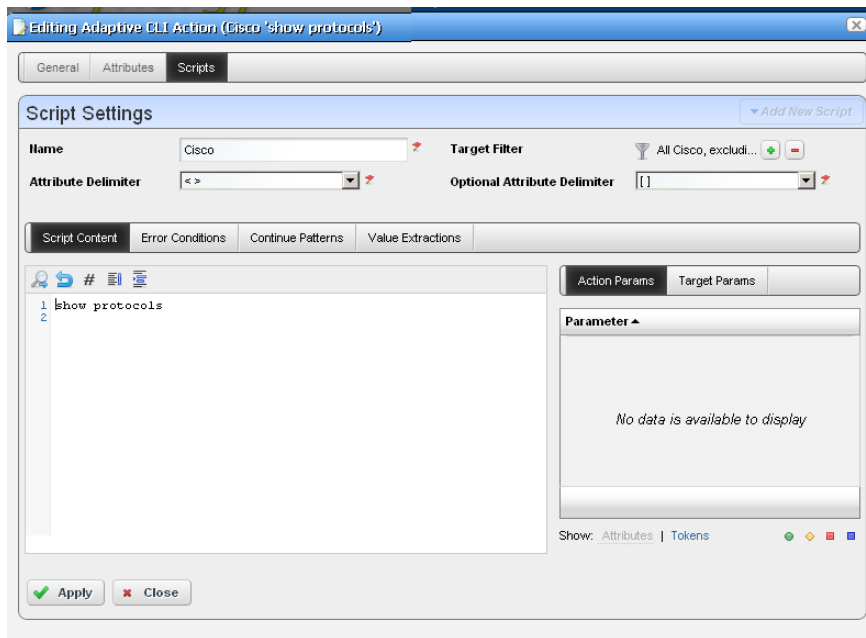 Editing Adaptive CLI Action (Cisco 'show protocols')
General Attributes Scripts
Script Settings
Add New Script
Name Cisco Target Filter All Cisco, excludi...
Attribute Delimiter < > Optional Attribute Delimiter [ ]
Script Content Error Conditions Continue Patterns Value Extractions
Action Params Target Params
#
1 show protocols
2
Parameter
No data is available to display
Show: Attributes | Tokens
Apply Close